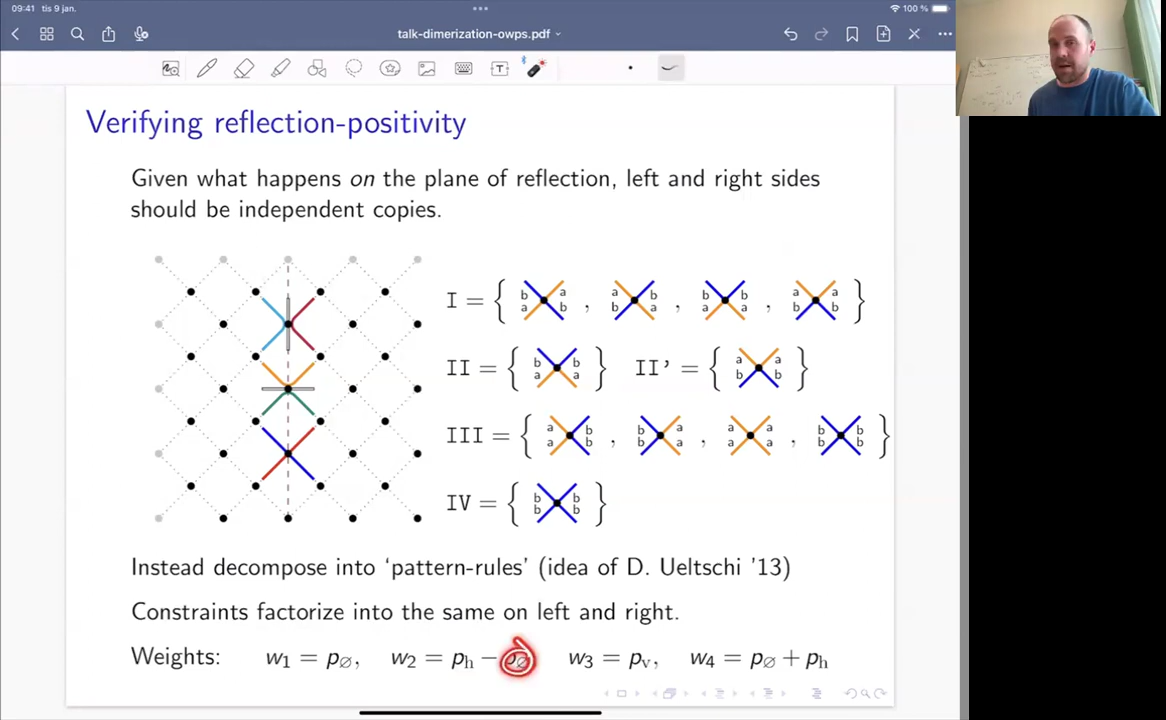 09:41 tis 9 jan.
100 %
talk-dimerization-owps.pdf
Verifying reflection-positivity
Given what happens on the plane of reflection, left and right sides
should be independent copies.
I = { b a a b , a b b a , b a b a , a b a b }
II = { b a b a } II’ = { a b a b }
III = { a a b b , b b a a , a a a a , b b b b }
IV = { b b b b }
Instead decompose into ‘pattern-rules’ (idea of D. Ueltschi ’13)
Constraints factorize into the same on left and right.
Weights: w₁ = p∅, w₂ = pₕ − p∅ w₃ = pᵥ, w₄ = p∅ + pₕ